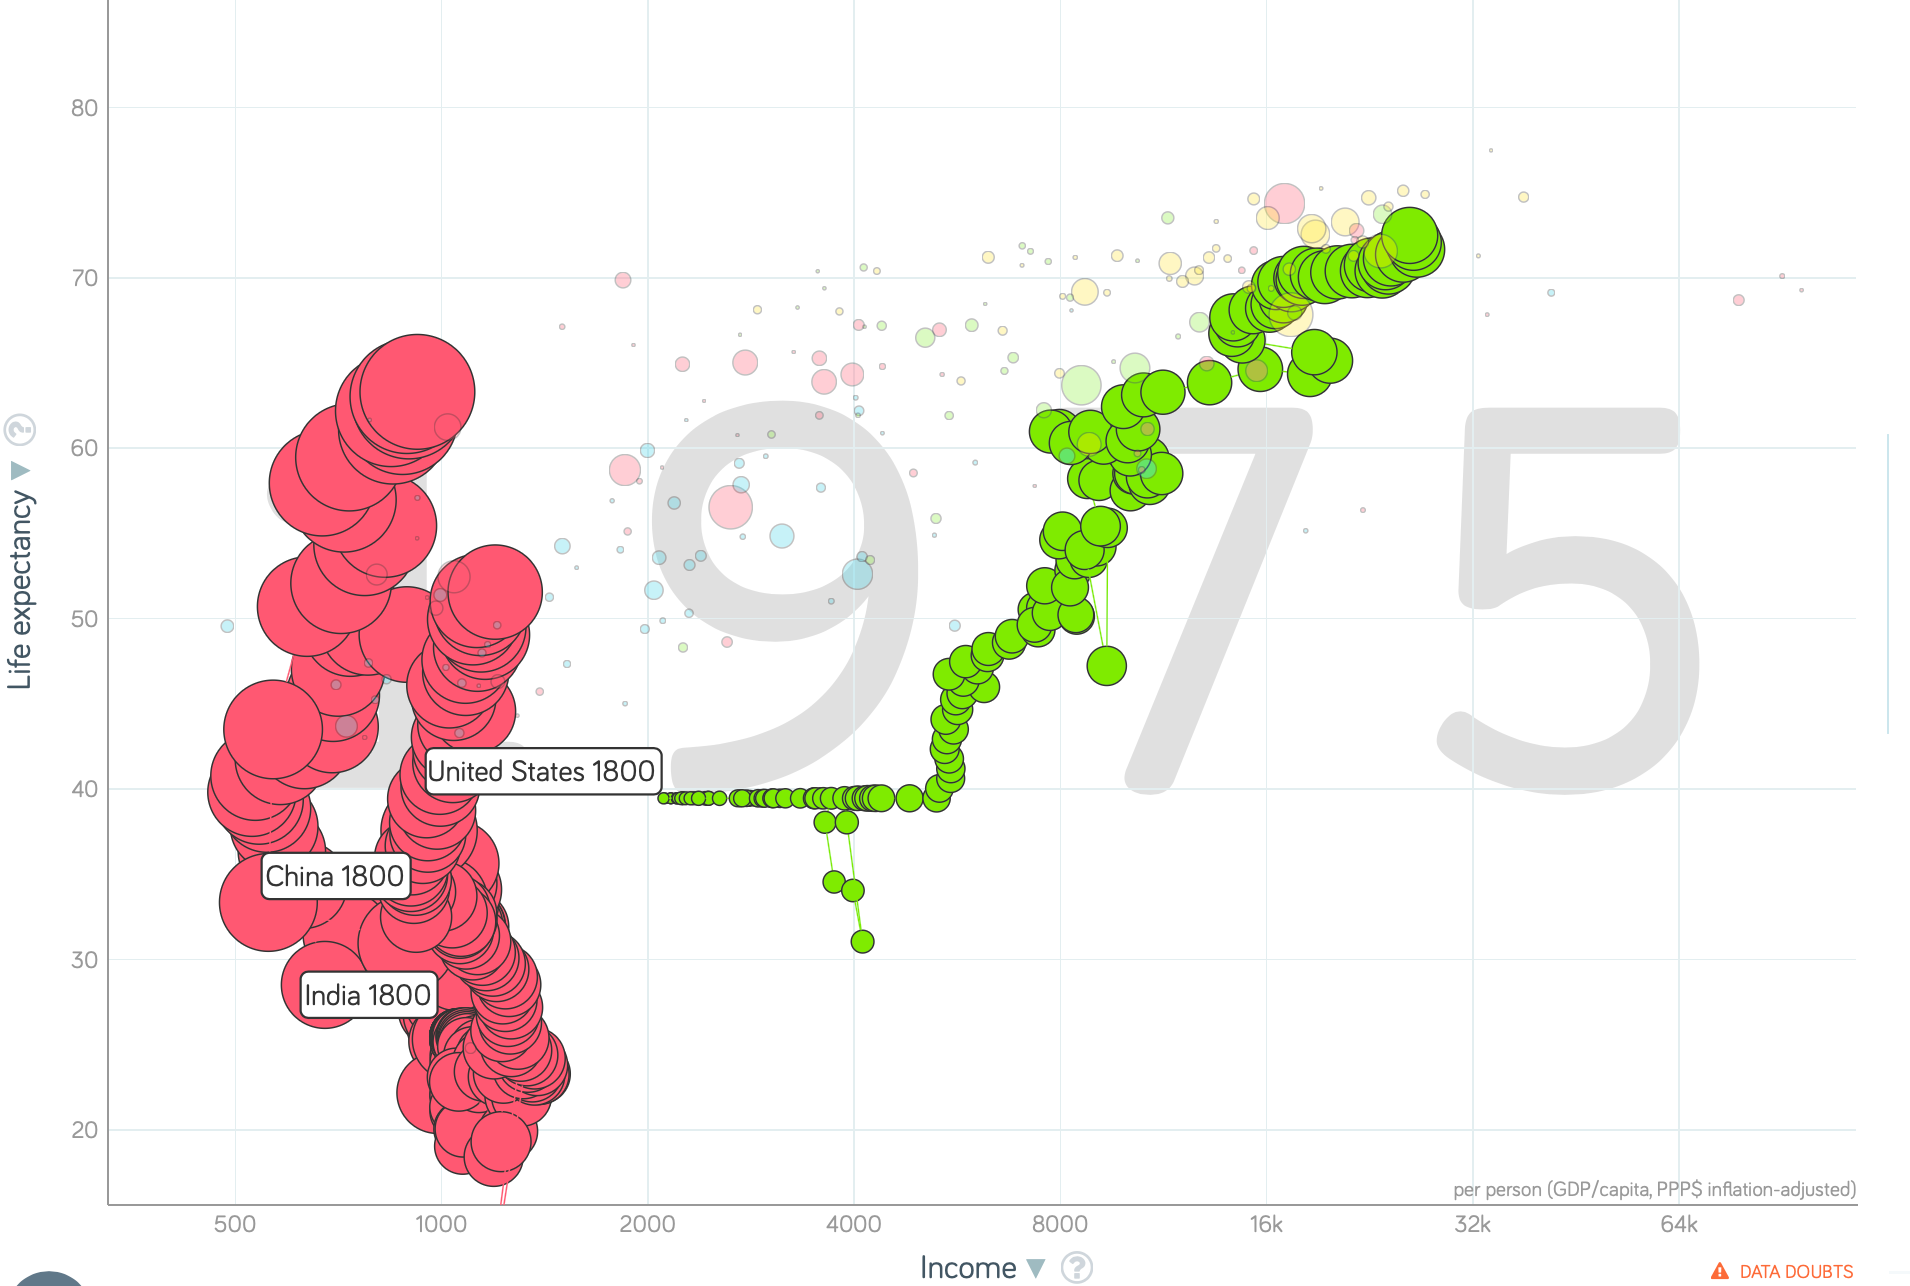 1975
80
70
60
50
40
30
20
Life expectancy ▼ ?
United States 1800
China 1800
India 1800
per person (GDP/capita, PPP$ inflation-adjusted)
500 1000 2000 4000 8000 16k 32k 64k
Income ▼ ?
DATA DOUBTS